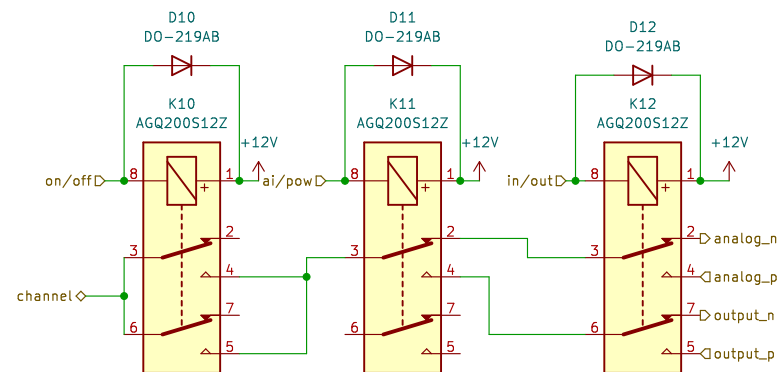 D10
DO-219AB
D11
DO-219AB
D12
DO-219AB
K10
AGQ200S12Z
K11
AGQ200S12Z
K12
AGQ200S12Z
+12V
+12V
+12V
on/off
8
1
+
ai/pow
8
1
+
in/out
8
1
+
2
3
4
7
6
5
2
3
4
7
6
5
2
3
4
7
6
5
channel
analog_n
analog_p
output_n
output_p